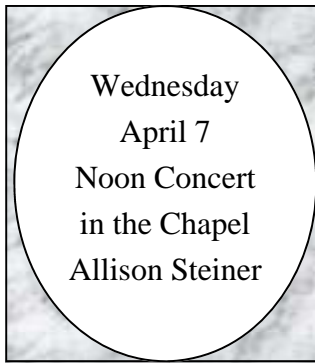 Wednesday
April 7
Noon Concert
in the Chapel
Allison Steiner